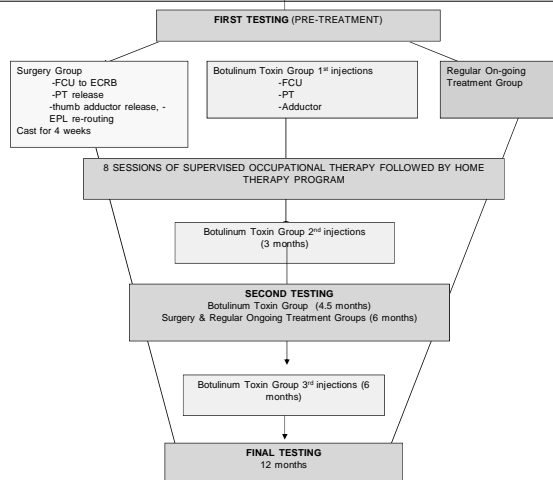 FIRST TESTING (PRE-TREATMENT)
Surgery Group
-FCU to ECRB
-PT release
-thumb adductor release, -
EPL re-routing
Cast for 4 weeks
Botulinum Toxin Group 1st injections
-FCU
-PT
-Adductor
Regular On-going
Treatment Group
8 SESSIONS OF SUPERVISED OCCUPATIONAL THERAPY FOLLOWED BY HOME
THERAPY PROGRAM
Botulinum Toxin Group 2nd injections
(3 months)
SECOND TESTING
Botulinum Toxin Group (4.5 months)
Surgery & Regular Ongoing Treatment Groups (6 months)
Botulinum Toxin Group 3rd injections (6
months)
FINAL TESTING
12 months